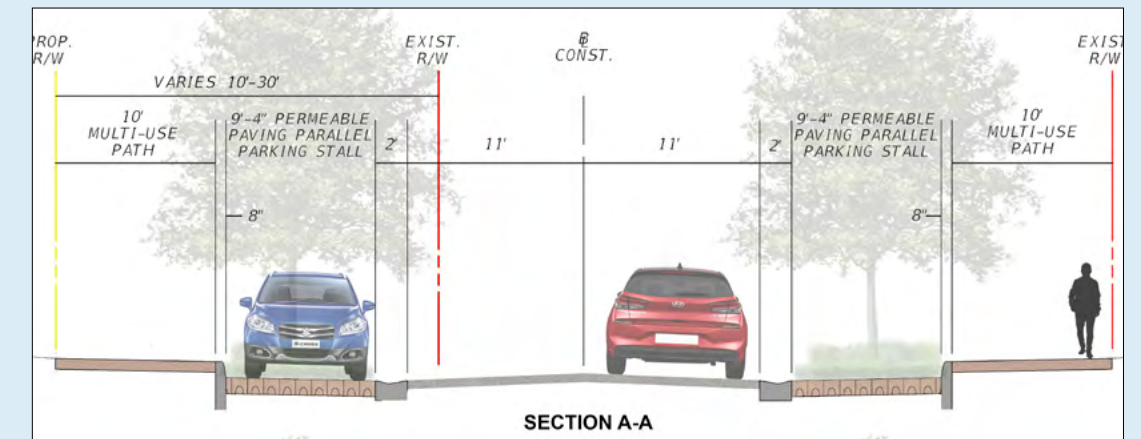 PROP.
R/W
EXIST.
R/W
℄
CONST.
EXIST
R/W
VARIES 10'-30'
10'
MULTI-USE
PATH
9'-4" PERMEABLE
PAVING PARALLEL
PARKING STALL
2'
11'
11'
2'
9'-4" PERMEABLE
PAVING PARALLEL
PARKING STALL
10'
MULTI-USE
PATH
8"
8"
SECTION A-A